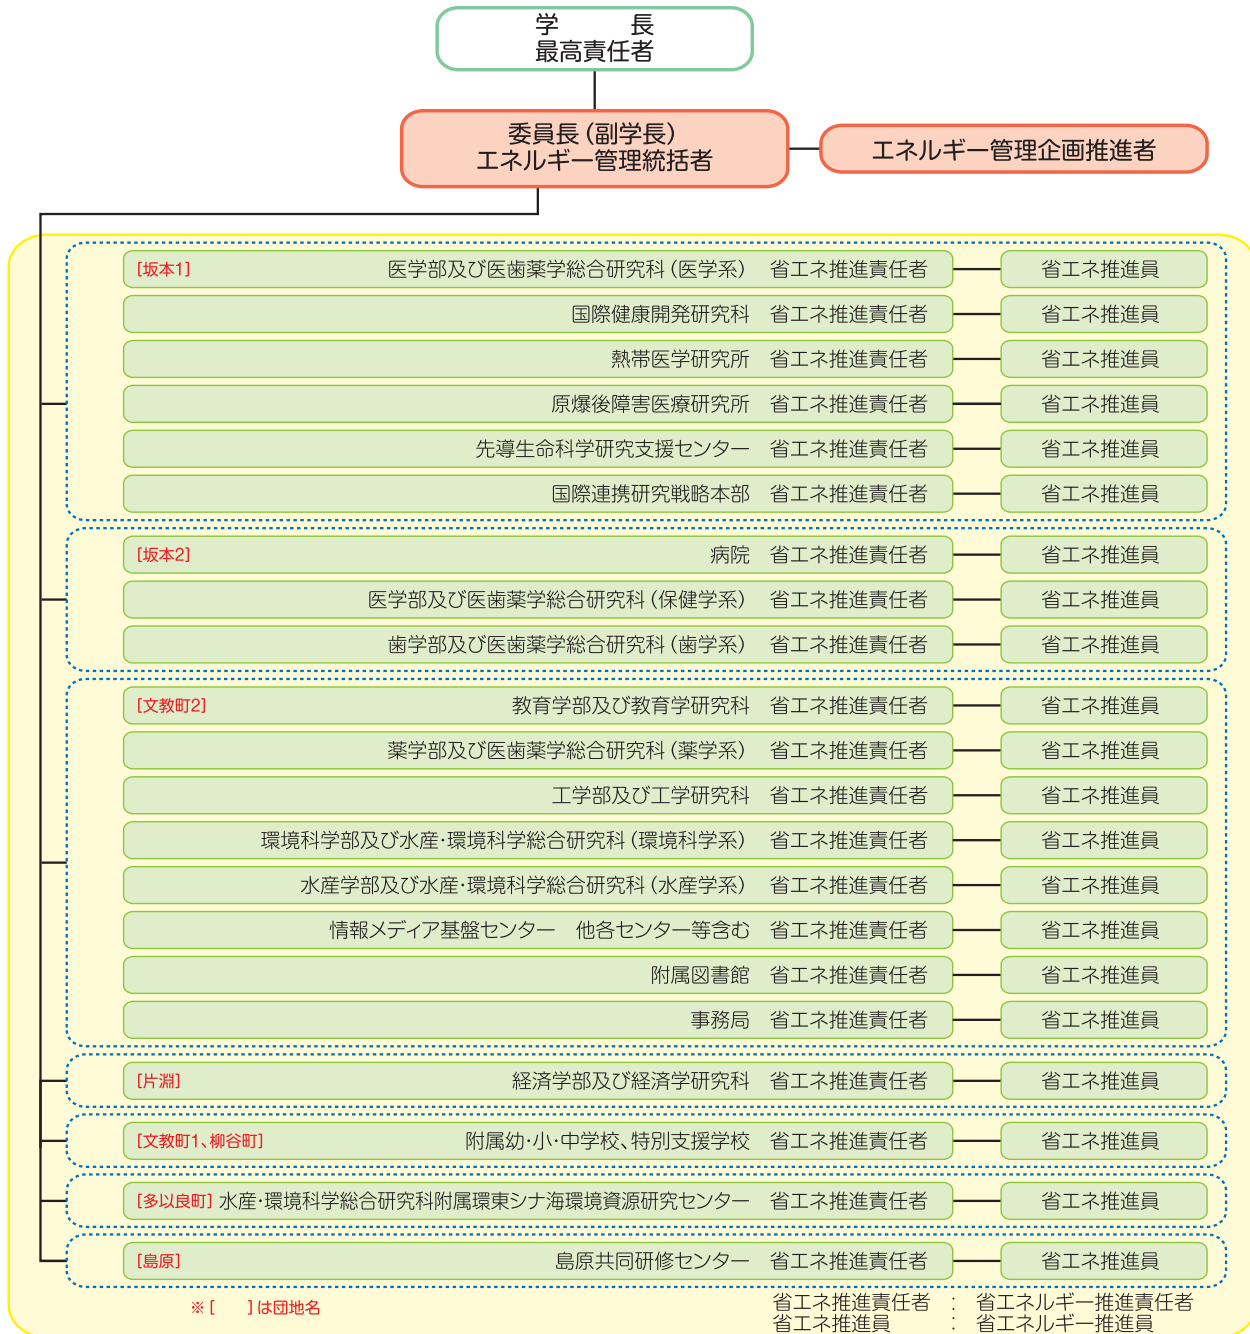 学　　　長
最高責任者
委員長（副学長）
エネルギー管理統括者
エネルギー管理企画推進者
[坂本1] 医学部及び医歯薬学総合研究科（医学系） 省エネ推進責任者 省エネ推進員
国際健康開発研究科 省エネ推進責任者 省エネ推進員
熱帯医学研究所 省エネ推進責任者 省エネ推進員
原爆後障害医療研究所 省エネ推進責任者 省エネ推進員
先導生命科学研究支援センター 省エネ推進責任者 省エネ推進員
国際連携研究戦略本部 省エネ推進責任者 省エネ推進員
[坂本2] 病院 省エネ推進責任者 省エネ推進員
医学部及び医歯薬学総合研究科（保健学系） 省エネ推進責任者 省エネ推進員
歯学部及び医歯薬学総合研究科（歯学系） 省エネ推進責任者 省エネ推進員
[文教町2] 教育学部及び教育学研究科 省エネ推進責任者 省エネ推進員
薬学部及び医歯薬学総合研究科（薬学系） 省エネ推進責任者 省エネ推進員
工学部及び工学研究科 省エネ推進責任者 省エネ推進員
環境科学部及び水産・環境科学総合研究科（環境科学系） 省エネ推進責任者 省エネ推進員
水産学部及び水産・環境科学総合研究科（水産学系） 省エネ推進責任者 省エネ推進員
情報メディア基盤センター　他各センター等含む 省エネ推進責任者 省エネ推進員
附属図書館 省エネ推進責任者 省エネ推進員
事務局 省エネ推進責任者 省エネ推進員
[片淵] 経済学部及び経済学研究科 省エネ推進責任者 省エネ推進員
[文教町1、柳谷町] 附属幼・小・中学校、特別支援学校 省エネ推進責任者 省エネ推進員
[多以良町] 水産・環境科学総合研究科附属環東シナ海環境資源研究センター 省エネ推進責任者 省エネ推進員
[島原] 島原共同研修センター 省エネ推進責任者 省エネ推進員
※[　　]は団地名
省エネ推進責任者　：　省エネルギー推進責任者
省エネ推進員　　　：　省エネルギー推進員